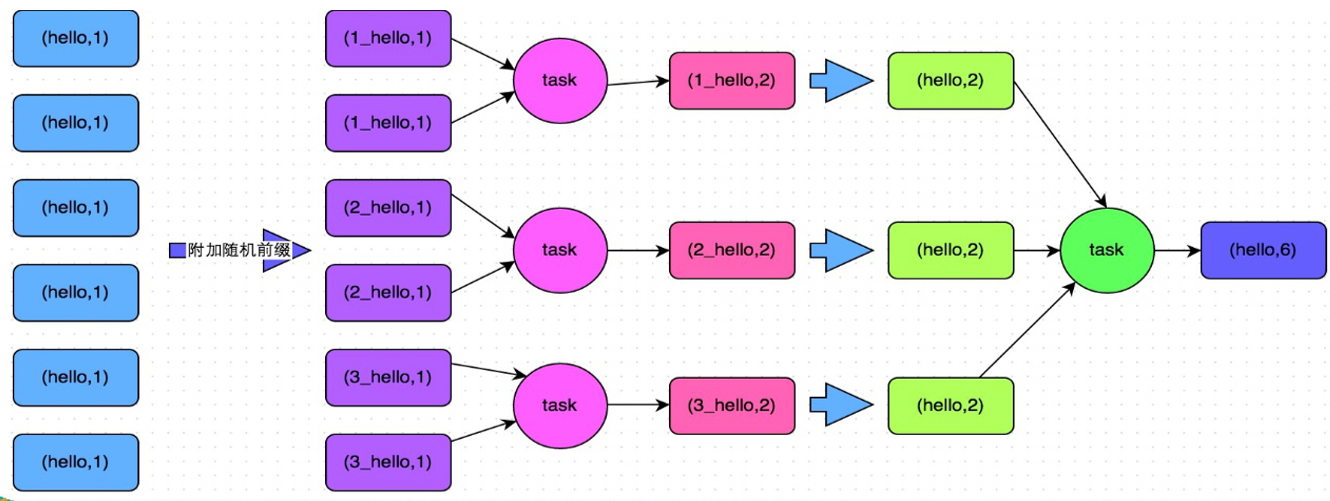 (hello,1)
(hello,1)
(hello,1)
(hello,1)
(hello,1)
(hello,1)
附加随机前缀
(1_hello,1)
(1_hello,1)
(2_hello,1)
(2_hello,1)
(3_hello,1)
(3_hello,1)
task
task
task
(1_hello,2)
(2_hello,2)
(3_hello,2)
(hello,2)
(hello,2)
(hello,2)
task
(hello,6)